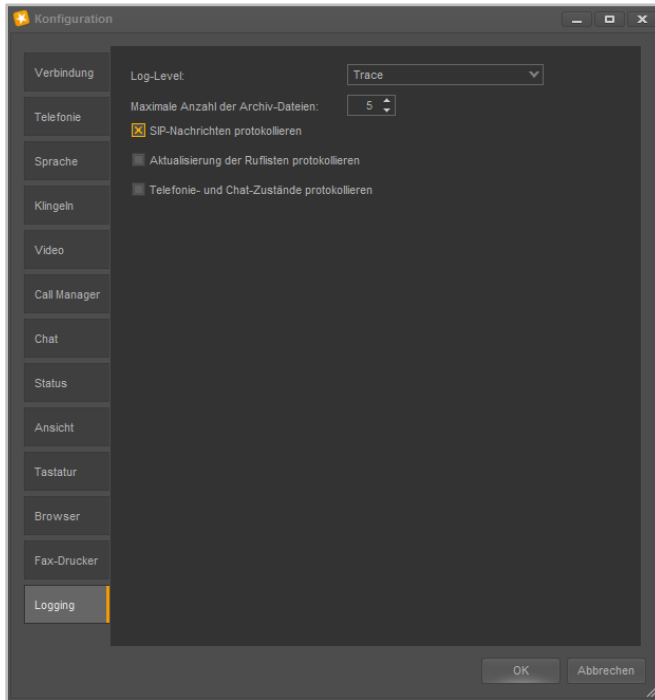 Konfiguration
Verbindung
Telefonie
Sprache
Klingeln
Video
Call Manager
Chat
Status
Ansicht
Tastatur
Browser
Fax-Drucker
Logging
Log-Level: Trace
Maximale Anzahl der Archiv-Dateien: 5
SIP-Nachrichten protokollieren
Aktualisierung der Ruflisten protokollieren
Telefonie- und Chat-Zustände protokollieren
OK Abbrechen